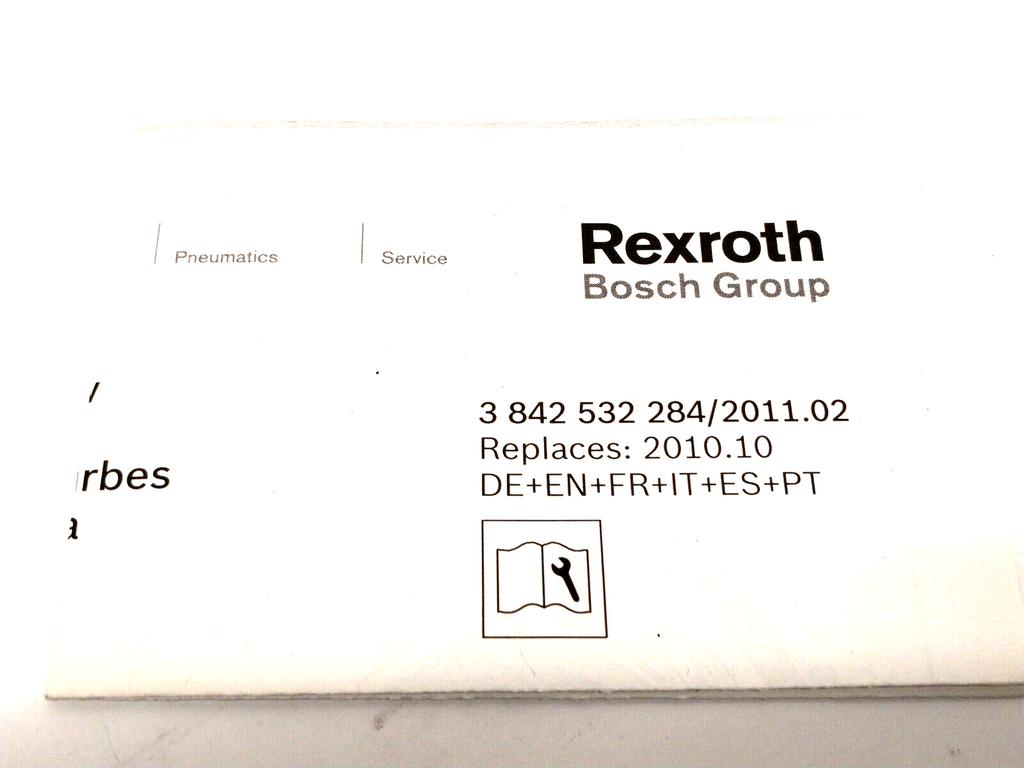 Pneumatics
Service
Rexroth
Bosch Group
/
rbes
a
3 842 532 284/2011.02
Replaces: 2010.10
DE+EN+FR+IT+ES+PT